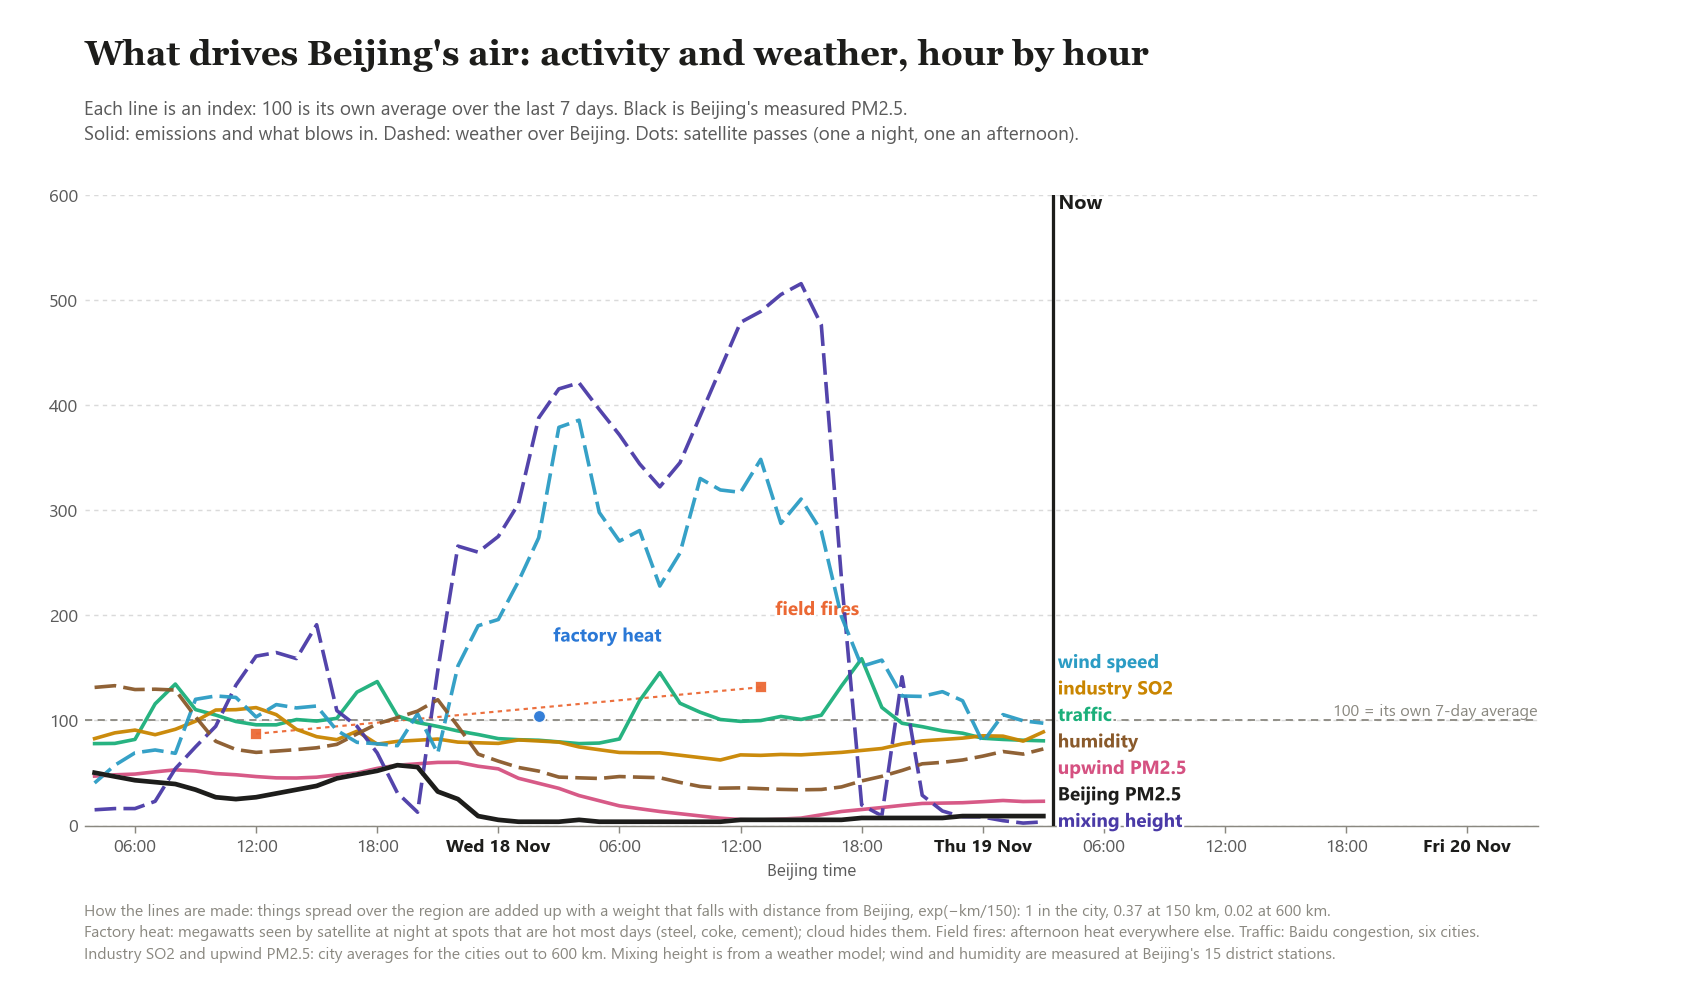 What drives Beijing's air: activity and weather, hour by hour
Each line is an index: 100 is its own average over the last 7 days. Black is Beijing's measured PM2.5.
Solid: emissions and what blows in. Dashed: weather over Beijing. Dots: satellite passes (one a night, one an afternoon).
600
Now
500
400
300
200
field fires
factory heat
wind speed
industry SO2
traffic
100
100 = its own 7-day average
humidity
upwind PM2.5
Beijing PM2.5
mixing height
0
06:00 12:00 18:00 Wed 18 Nov 06:00 12:00 18:00 Thu 19 Nov 06:00 12:00 18:00 Fri 20 Nov
Beijing time
How the lines are made: things spread over the region are added up with a weight that falls with distance from Beijing, exp(−km/150): 1 in the city, 0.37 at 150 km, 0.02 at 600 km.
Factory heat: megawatts seen by satellite at night at spots that are hot most days (steel, coke, cement); cloud hides them. Field fires: afternoon heat everywhere else. Traffic: Baidu congestion, six cities.
Industry SO2 and upwind PM2.5: city averages for the cities out to 600 km. Mixing height is from a weather model; wind and humidity are measured at Beijing's 15 district stations.